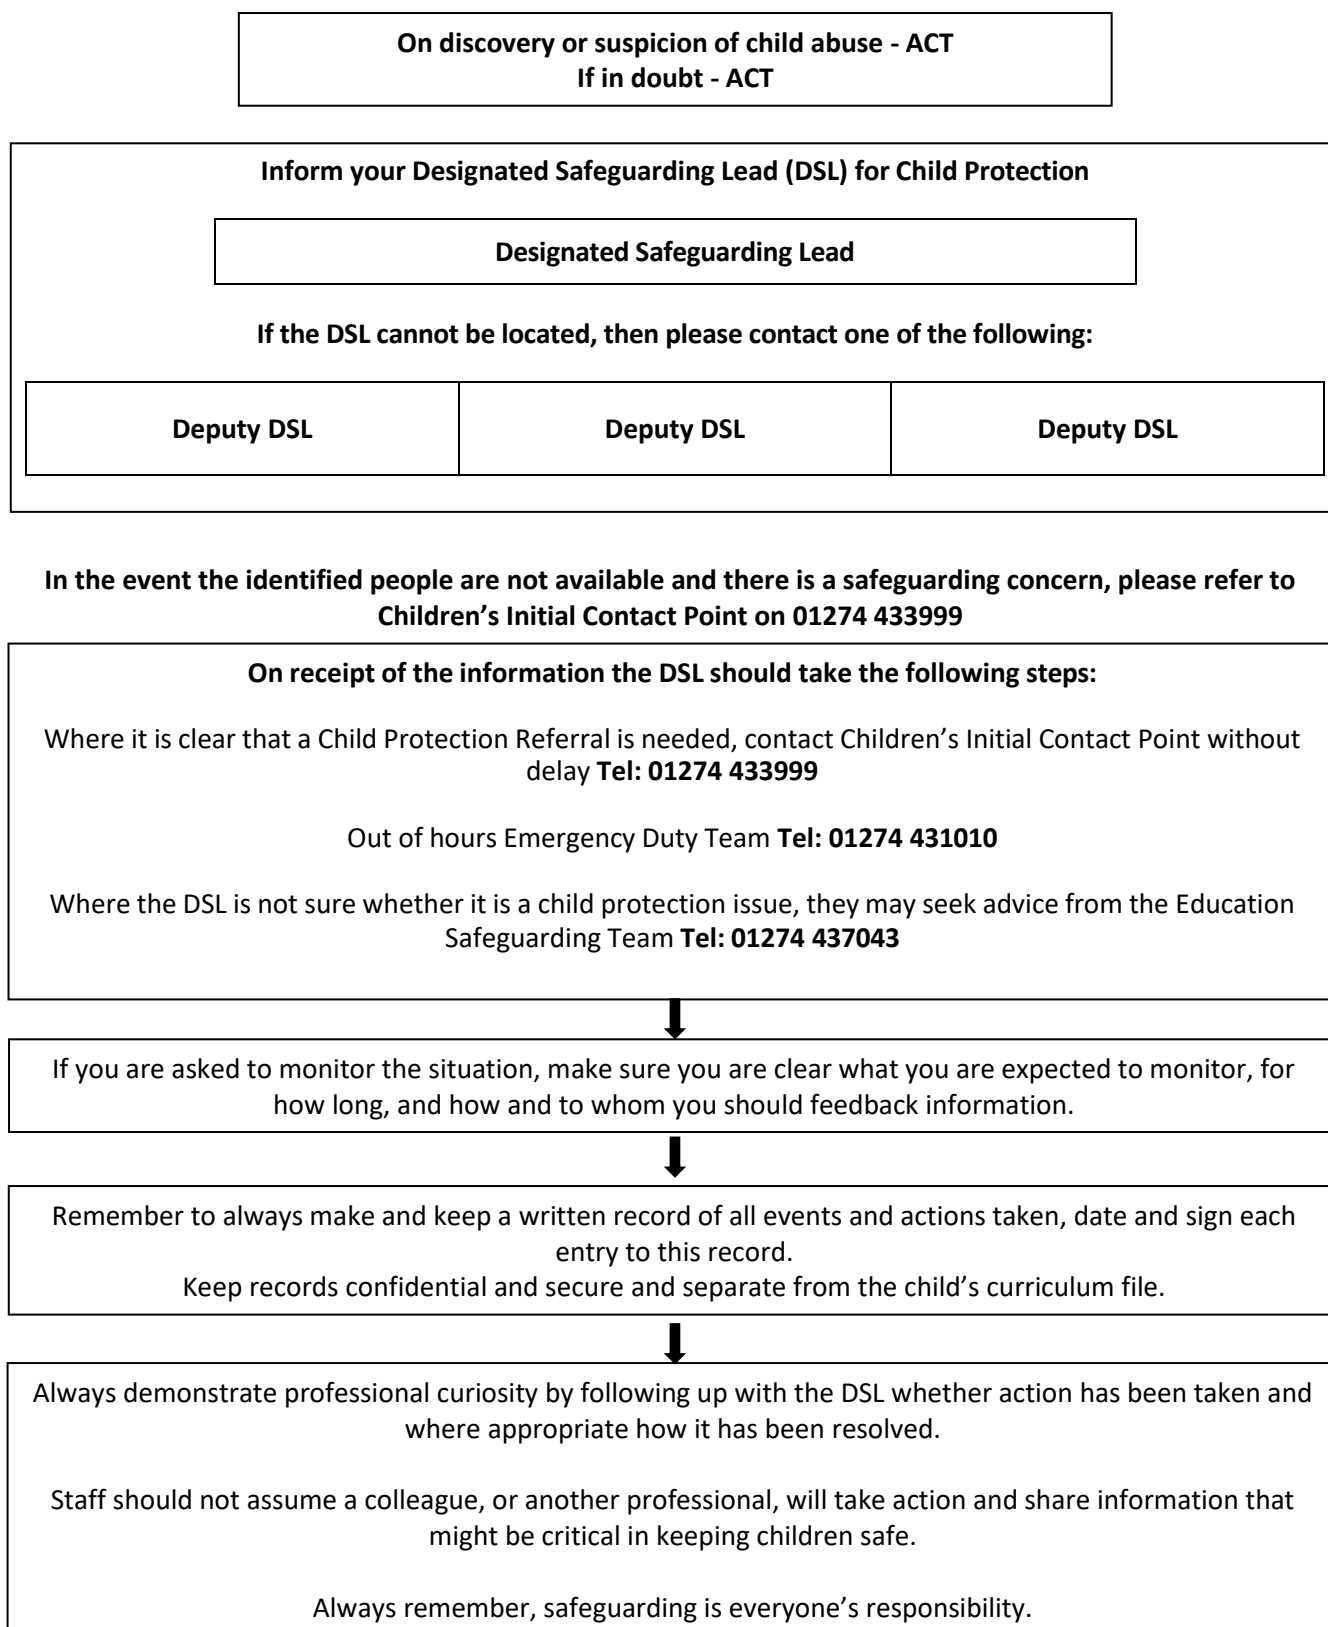 On discovery or suspicion of child abuse - ACT
If in doubt - ACT
Inform your Designated Safeguarding Lead (DSL) for Child Protection
Designated Safeguarding Lead
If the DSL cannot be located, then please contact one of the following:
Deputy DSL
Deputy DSL
Deputy DSL
In the event the identified people are not available and there is a safeguarding concern, please refer to
Children’s Initial Contact Point on 01274 433999
On receipt of the information the DSL should take the following steps:
Where it is clear that a Child Protection Referral is needed, contact Children’s Initial Contact Point without
delay Tel: 01274 433999
Out of hours Emergency Duty Team Tel: 01274 431010
Where the DSL is not sure whether it is a child protection issue, they may seek advice from the Education
Safeguarding Team Tel: 01274 437043
If you are asked to monitor the situation, make sure you are clear what you are expected to monitor, for
how long, and how and to whom you should feedback information.
Remember to always make and keep a written record of all events and actions taken, date and sign each
entry to this record.
Keep records confidential and secure and separate from the child’s curriculum file.
Always demonstrate professional curiosity by following up with the DSL whether action has been taken and
where appropriate how it has been resolved.
Staff should not assume a colleague, or another professional, will take action and share information that
might be critical in keeping children safe.
Always remember, safeguarding is everyone’s responsibility.